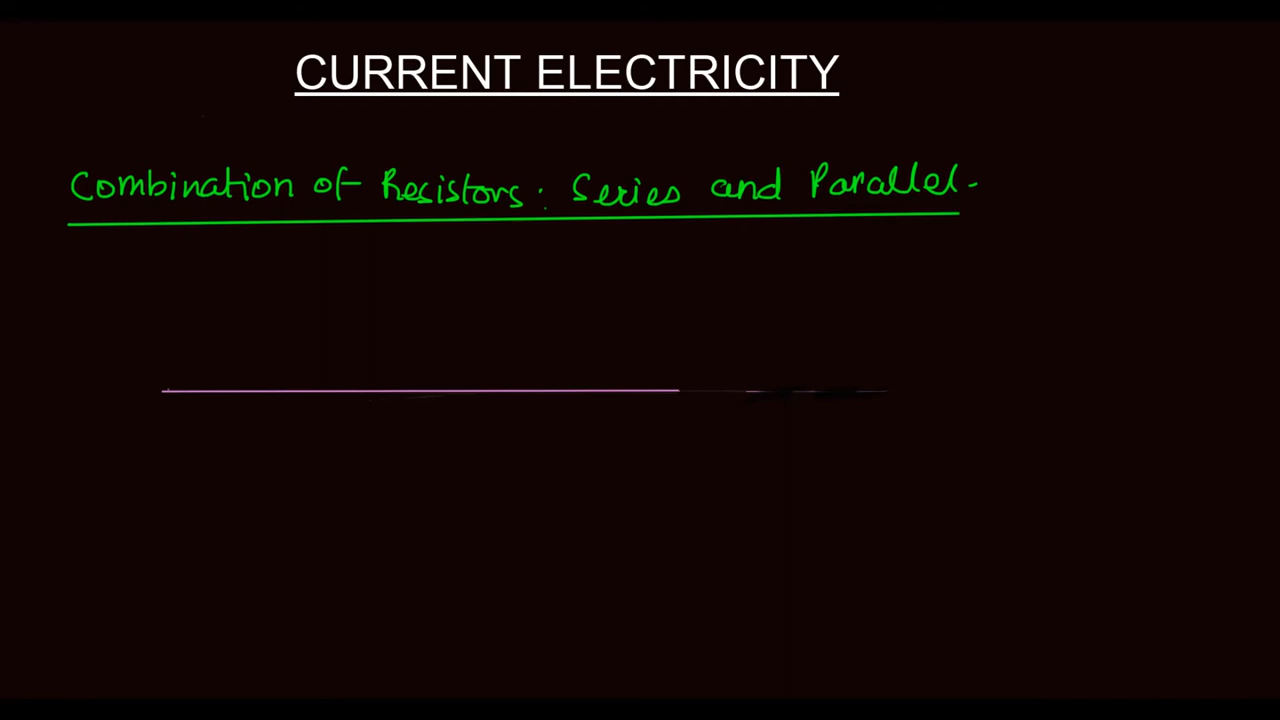 CURRENT ELECTRICITY
Combination of Resistors: Series and Parallel.